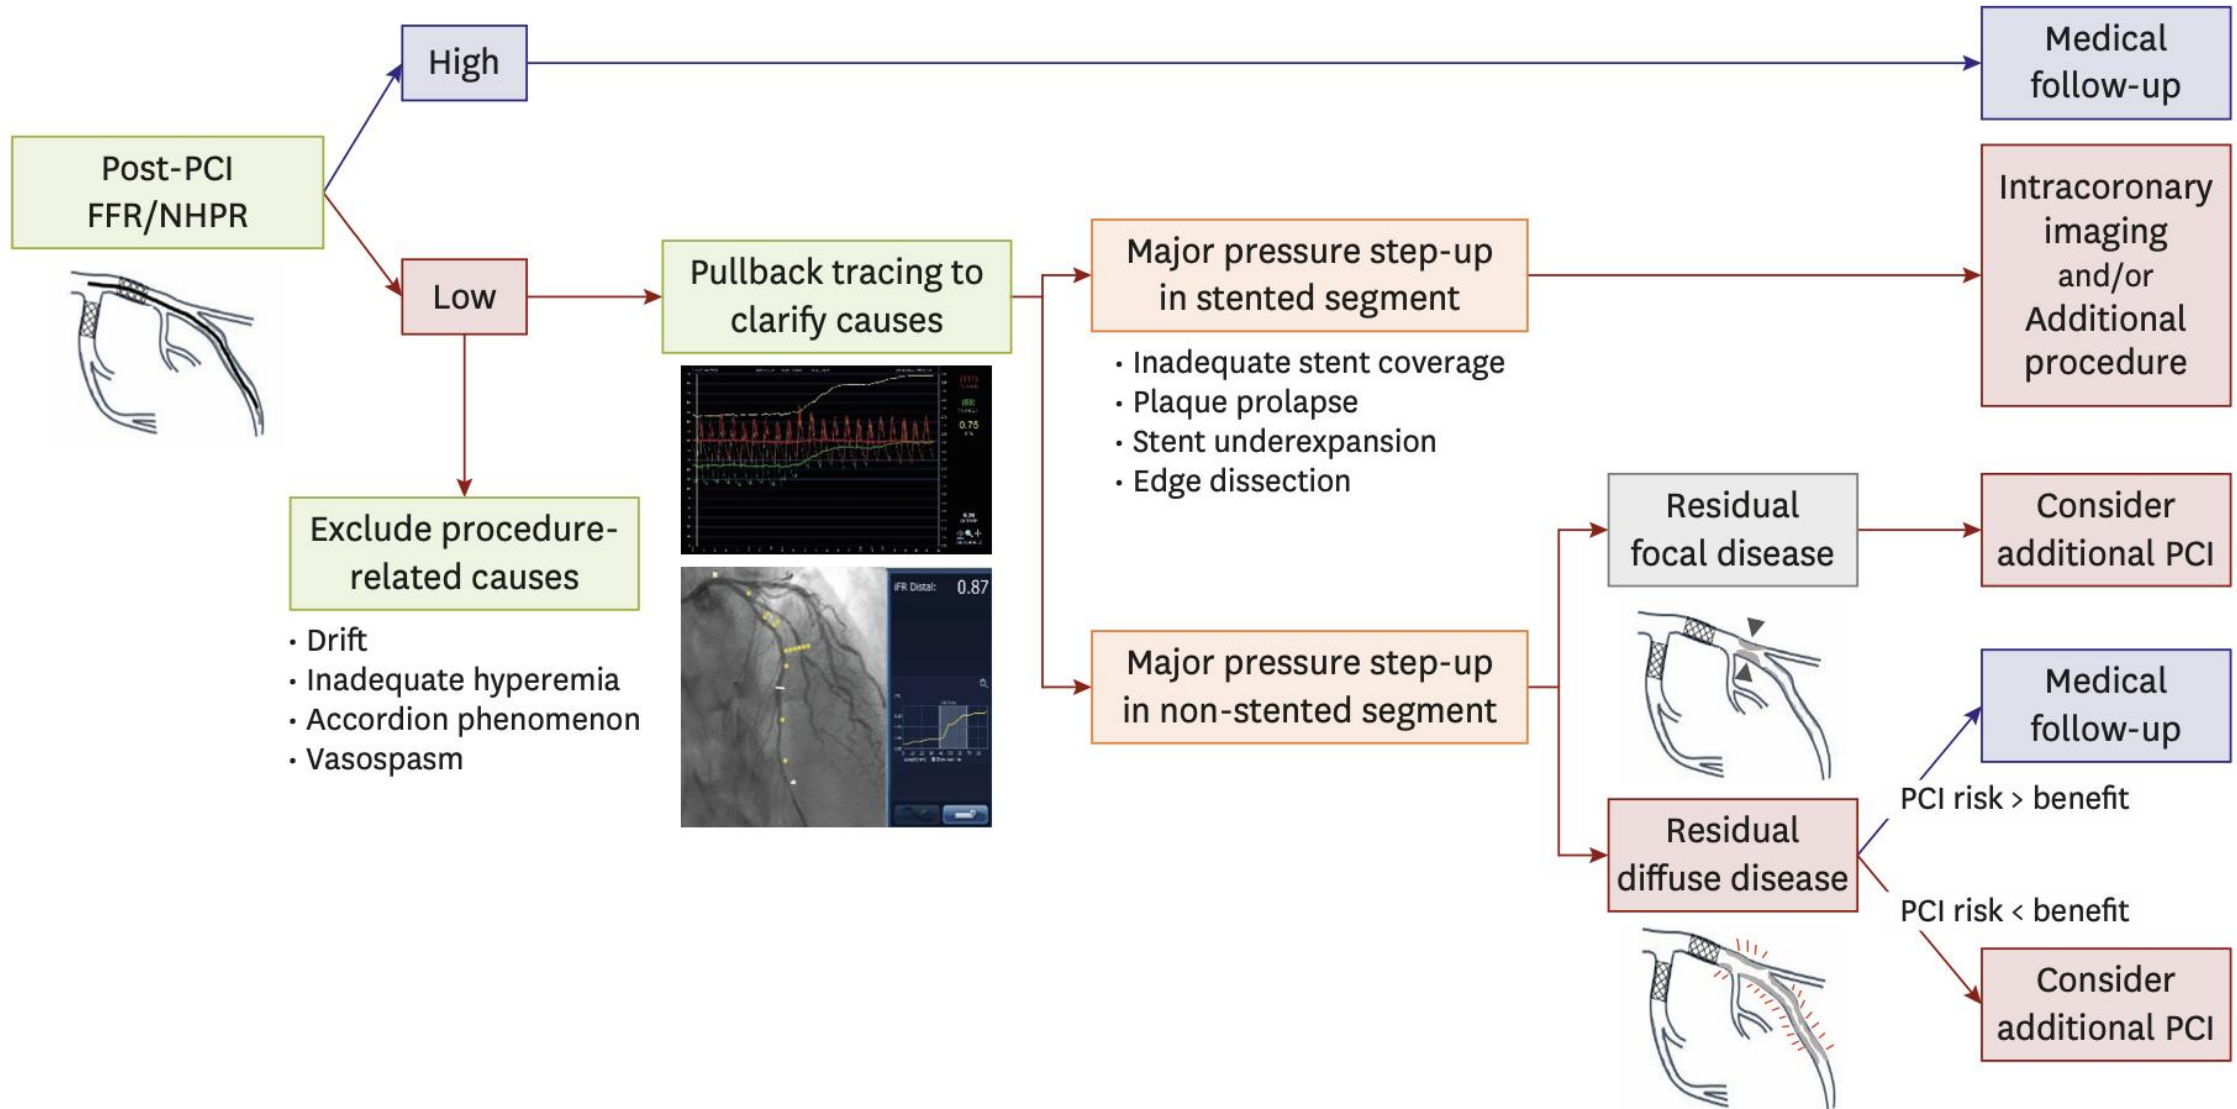 High
Medical
follow-up
Post-PCI
FFR/NHPR
Low
Exclude procedure-
related causes
· Drift
· Inadequate hyperemia
· Accordion phenomenon
· Vasospasm
Pullback tracing to
clarify causes
0.75
iFR Distal: 0.87
Major pressure step-up
in stented segment
· Inadequate stent coverage
· Plaque prolapse
· Stent underexpansion
· Edge dissection
Intracoronary
imaging
and/or
Additional
procedure
Major pressure step-up
in non-stented segment
Residual
focal disease
Consider
additional PCI
Residual
diffuse disease
PCI risk > benefit
Medical
follow-up
PCI risk < benefit
Consider
additional PCI